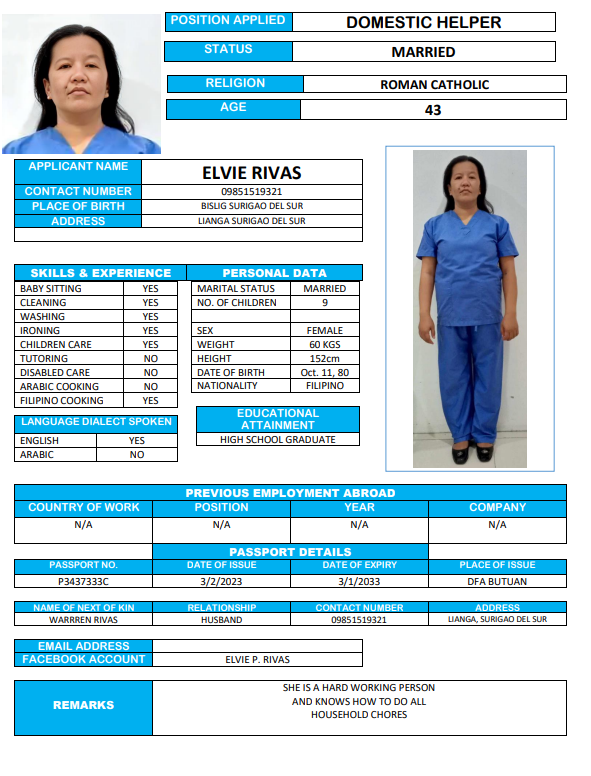 POSITION APPLIED DOMESTIC HELPER
STATUS MARRIED
RELIGION ROMAN CATHOLIC
AGE 43
APPLICANT NAME ELVIE RIVAS
CONTACT NUMBER 09851519321
PLACE OF BIRTH BISLIG SURIGAO DEL SUR
ADDRESS LIANGA SURIGAO DEL SUR
SKILLS & EXPERIENCE PERSONAL DATA
BABY SITTING YES MARITAL STATUS MARRIED
CLEANING YES NO. OF CHILDREN 9
WASHING YES
IRONING YES SEX FEMALE
CHILDREN CARE YES WEIGHT 60 KGS
TUTORING NO HEIGHT 152cm
DISABLED CARE NO DATE OF BIRTH Oct. 11, 80
ARABIC COOKING NO NATIONALITY FILIPINO
FILIPINO COOKING YES
LANGUAGE DIALECT SPOKEN
ENGLISH YES
ARABIC NO
EDUCATIONAL
ATTAINMENT
HIGH SCHOOL GRADUATE
PREVIOUS EMPLOYMENT ABROAD
COUNTRY OF WORK POSITION YEAR COMPANY
N/A N/A N/A N/A
PASSPORT DETAILS
PASSPORT NO. DATE OF ISSUE DATE OF EXPIRY PLACE OF ISSUE
P3437333C 3/2/2023 3/1/2033 DFA BUTUAN
NAME OF NEXT OF KIN RELATIONSHIP CONTACT NUMBER ADDRESS
WARRREN RIVAS HUSBAND 09851519321 LIANGA, SURIGAO DEL SUR
EMAIL ADDRESS
FACEBOOK ACCOUNT ELVIE P. RIVAS
REMARKS
SHE IS A HARD WORKING PERSON
AND KNOWS HOW TO DO ALL
HOUSEHOLD CHORES